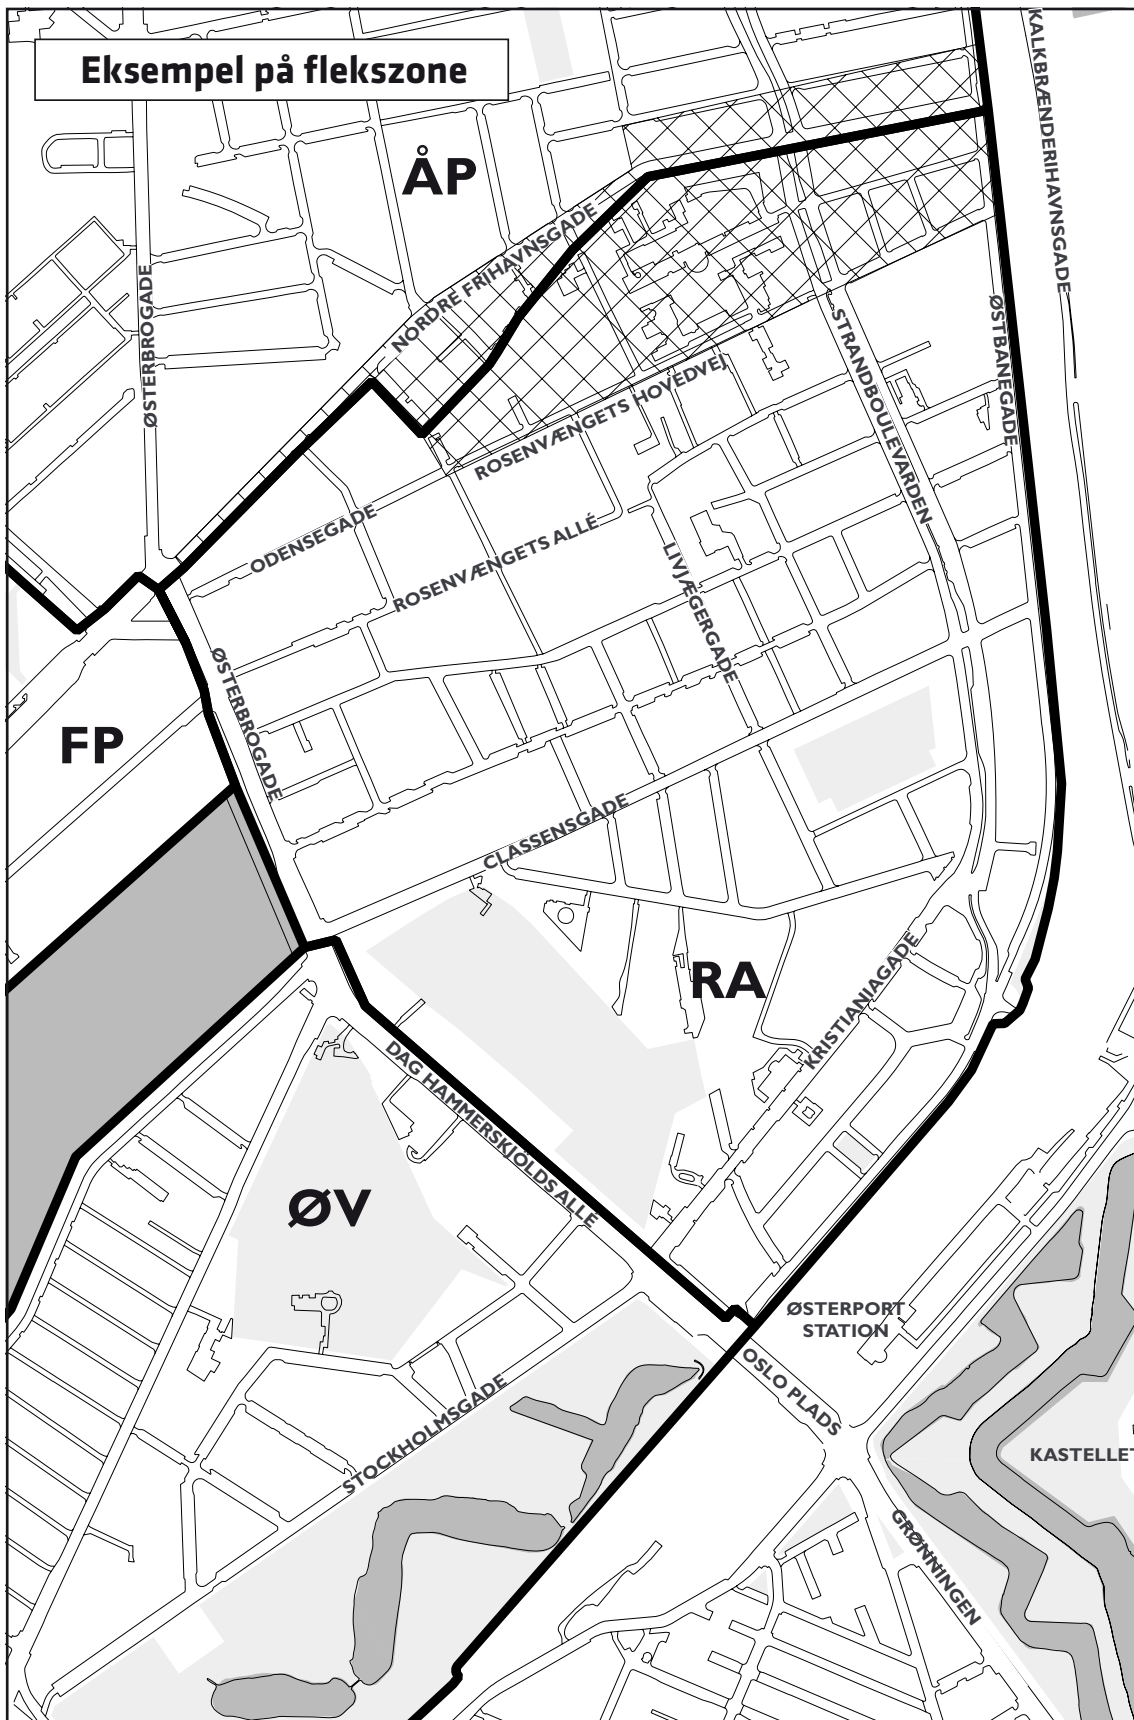 Eksempel på flekszone
KALKBRÆNDERIHAVNSGADE
ÅP
NORDRE FRIHAVNSGADE
ØSTERBROGADE
ØSTBANEGADE
STRANDBOULEVARDEN
ROSENVÆNGETS HOVEDVEJ
ODENSEGADE
ROSENVÆNGETS ALLÉ
LIVJÆGERGADE
ØSTERBROGADE
FP
CLASSENSGADE
RA
KRISTIANIAGADE
DAG HAMMERSKJÖLDS ALLE
ØV
ØSTERPORT
STATION
OSLO PLADS
STOCKHOLMSGADE
KASTELLET
GRØNNINGEN